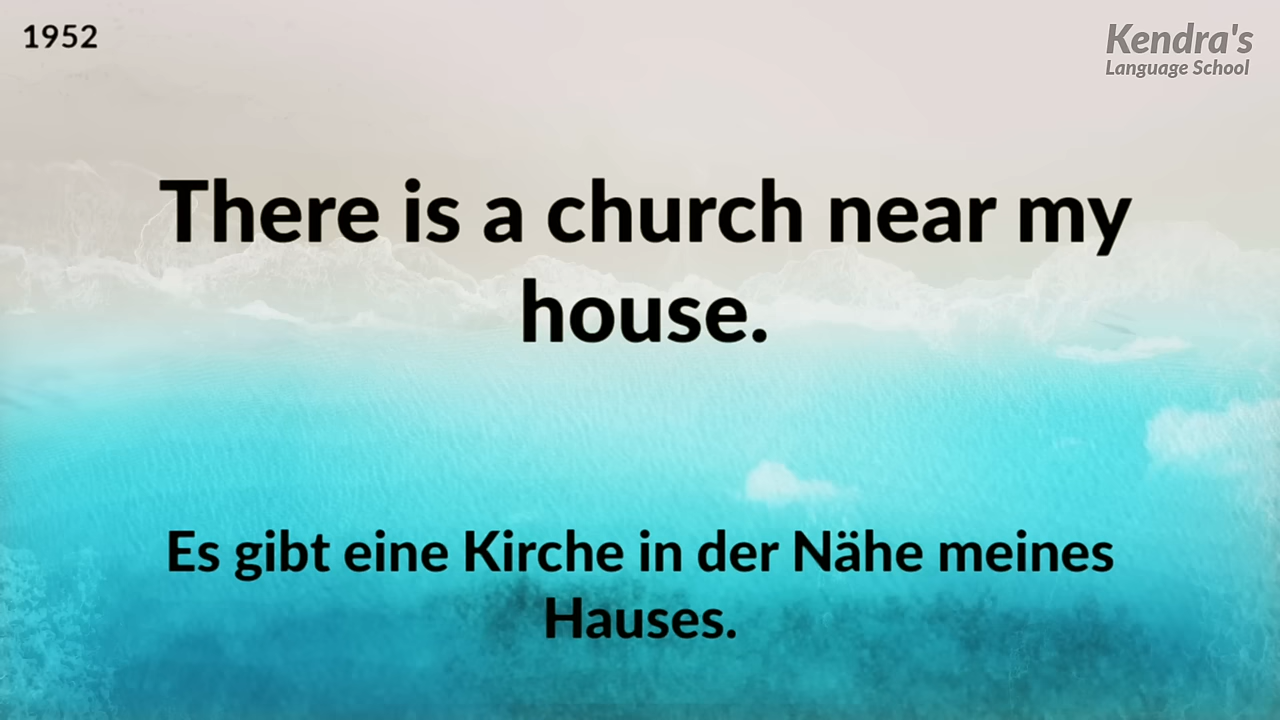 1952
Kendra's
Language School
There is a church near my
house.
Es gibt eine Kirche in der Nähe meines
Hauses.